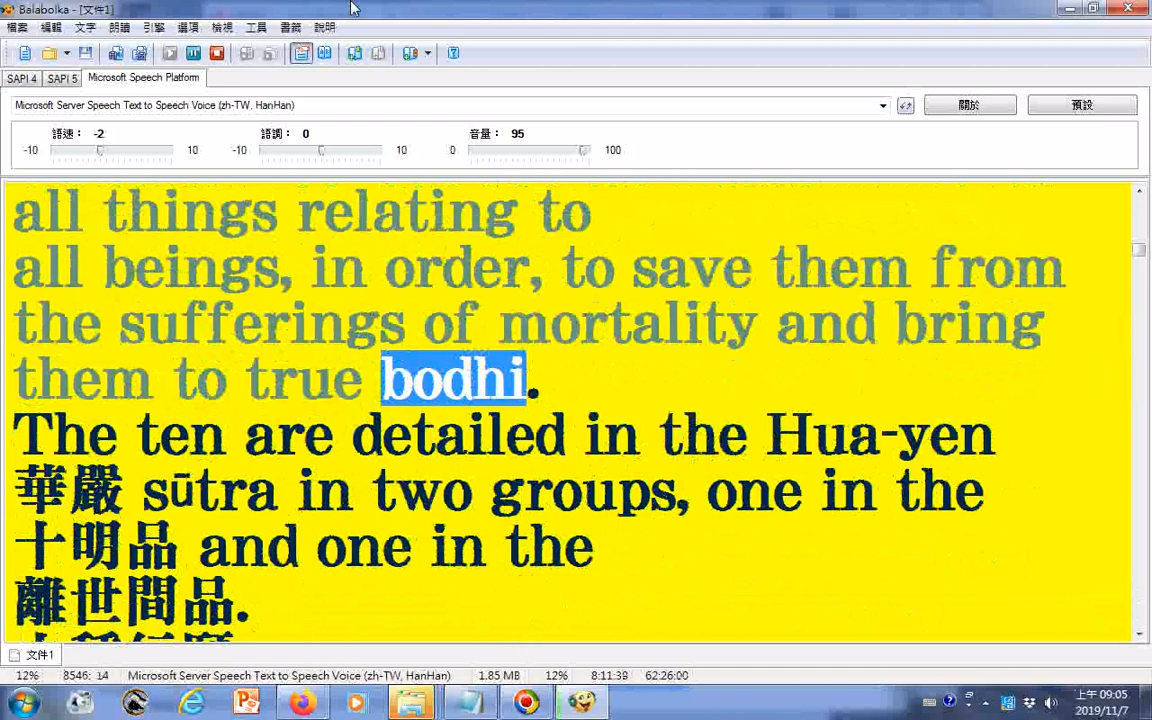 Balabolka - [文件1]
檔案 編輯 文字 朗讀 引擎 選項 檢視 工具 書籤 說明
SAPI 4 SAPI 5 Microsoft Speech Platform
Microsoft Server Speech Text to Speech Voice (zh-TW, HanHan) 關於 預設
語速： -2 語調： 0 音量： 95
-10 10 -10 10 0 100
all things relating to
all beings, in order, to save them from
the sufferings of mortality and bring
them to true bodhi.
The ten are detailed in the Hua-yen
華嚴 sūtra in two groups, one in the
十明品 and one in the
離世間品.
文件1
12% 8546: 14 Microsoft Server Speech Text to Speech Voice (zh-TW, HanHan) 1.85 MB 12% 8:11:39 62:26:00
上午 09:05
2019/11/7